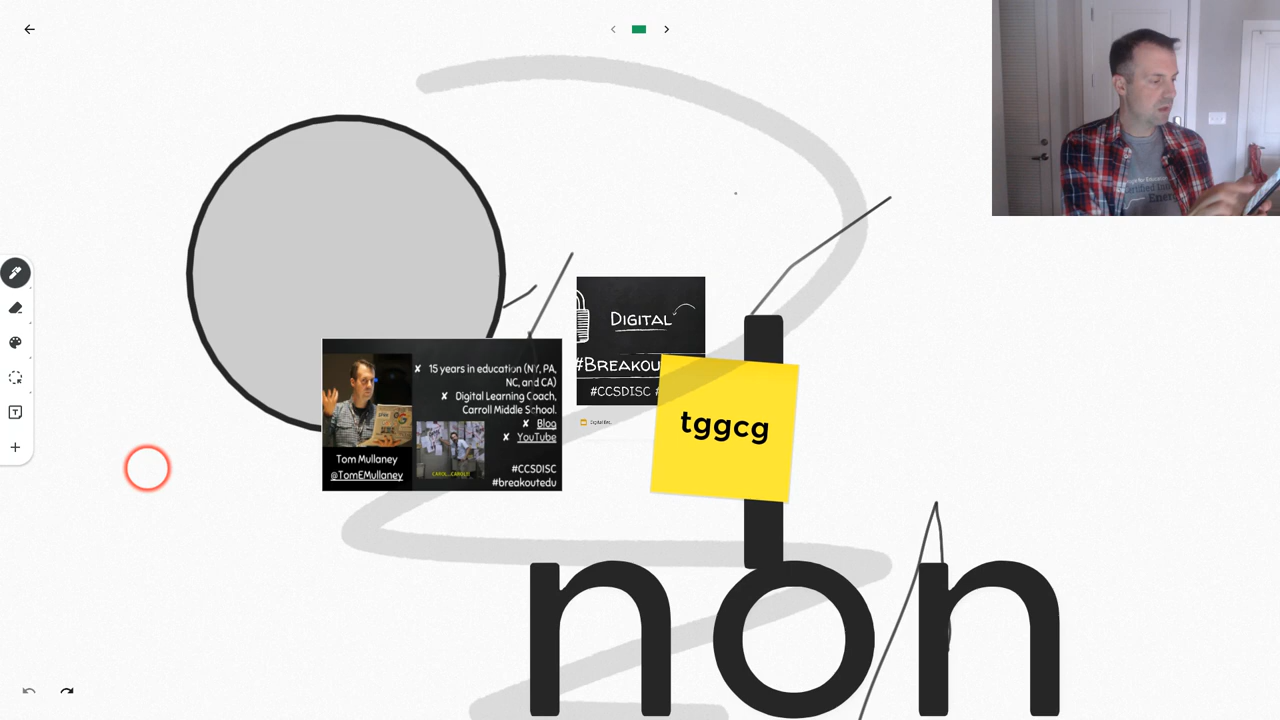 15 years in education (NY, PA,
NC, and CA)
Digital Learning Coach,
Carroll Middle School.
Blog
YouTube
#CCSDISC
#breakoutedu
Tom Mullaney
@TomEMullaney
DIGITAL
#BREAKOU
#CCSDISC #
tggcg
non